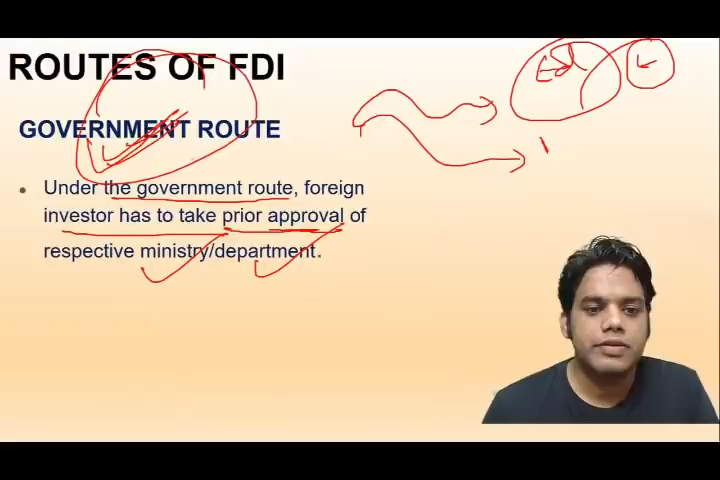 ROUTES OF FDI
GOVERNMENT ROUTE
• Under the government route, foreign
investor has to take prior approval of
respective ministry/department.